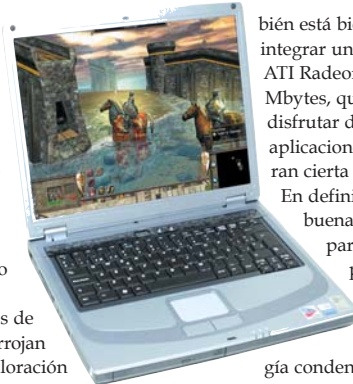 bién está bie
integrar un
ATI Radeon
Mbytes, qu
disfrutar d
aplicacion
ran cierta
En defini
buena
par
p
o
s de
rrojan
loración
gía conden